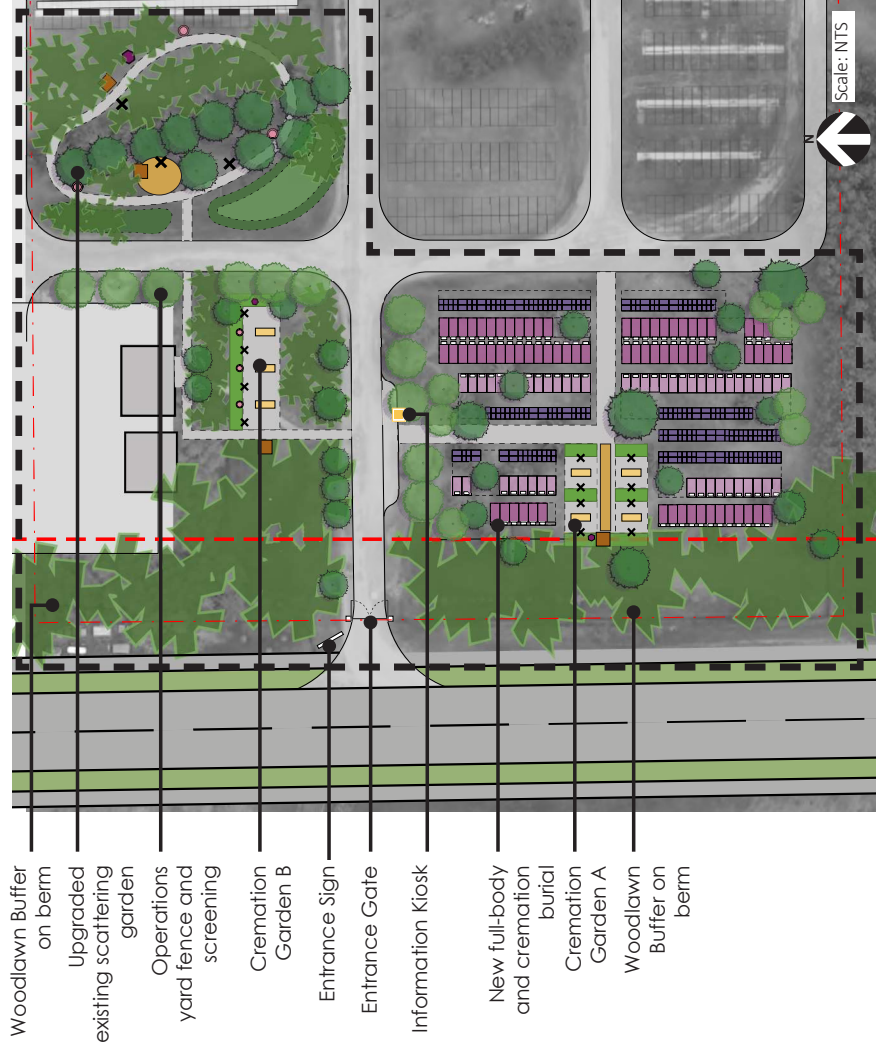 Woodlawn Buffer
on berm
Upgraded
existing scattering
garden
Operations
yard fence and
screening
Cremation
Garden B
Entrance Sign
Entrance Gate
Information Kiosk
New full-body
and cremation
burial
Cremation
Garden A
Woodlawn
Buffer on
berm
N
Scale: NTS